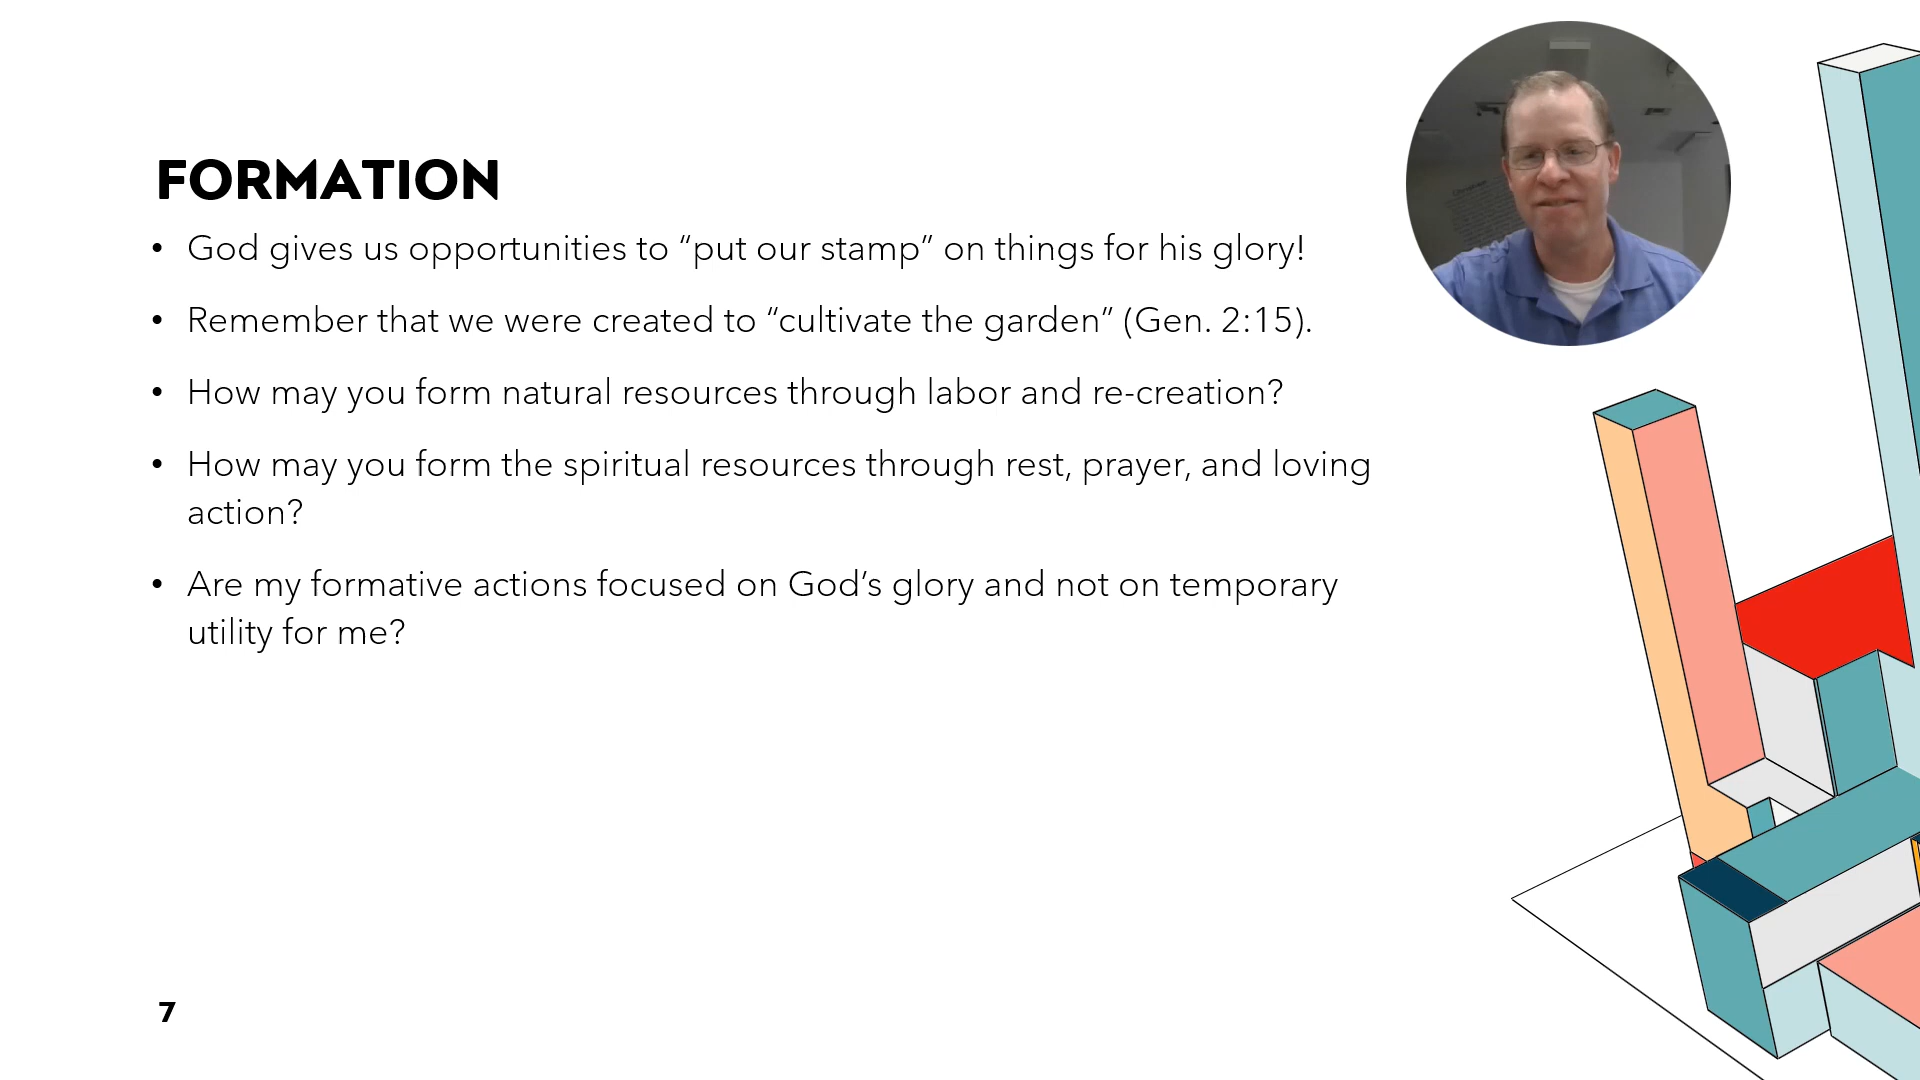 FORMATION
• God gives us opportunities to “put our stamp” on things for his glory!
• Remember that we were created to “cultivate the garden” (Gen. 2:15).
• How may you form natural resources through labor and re-creation?
• How may you form the spiritual resources through rest, prayer, and loving
action?
• Are my formative actions focused on God’s glory and not on temporary
utility for me?
7